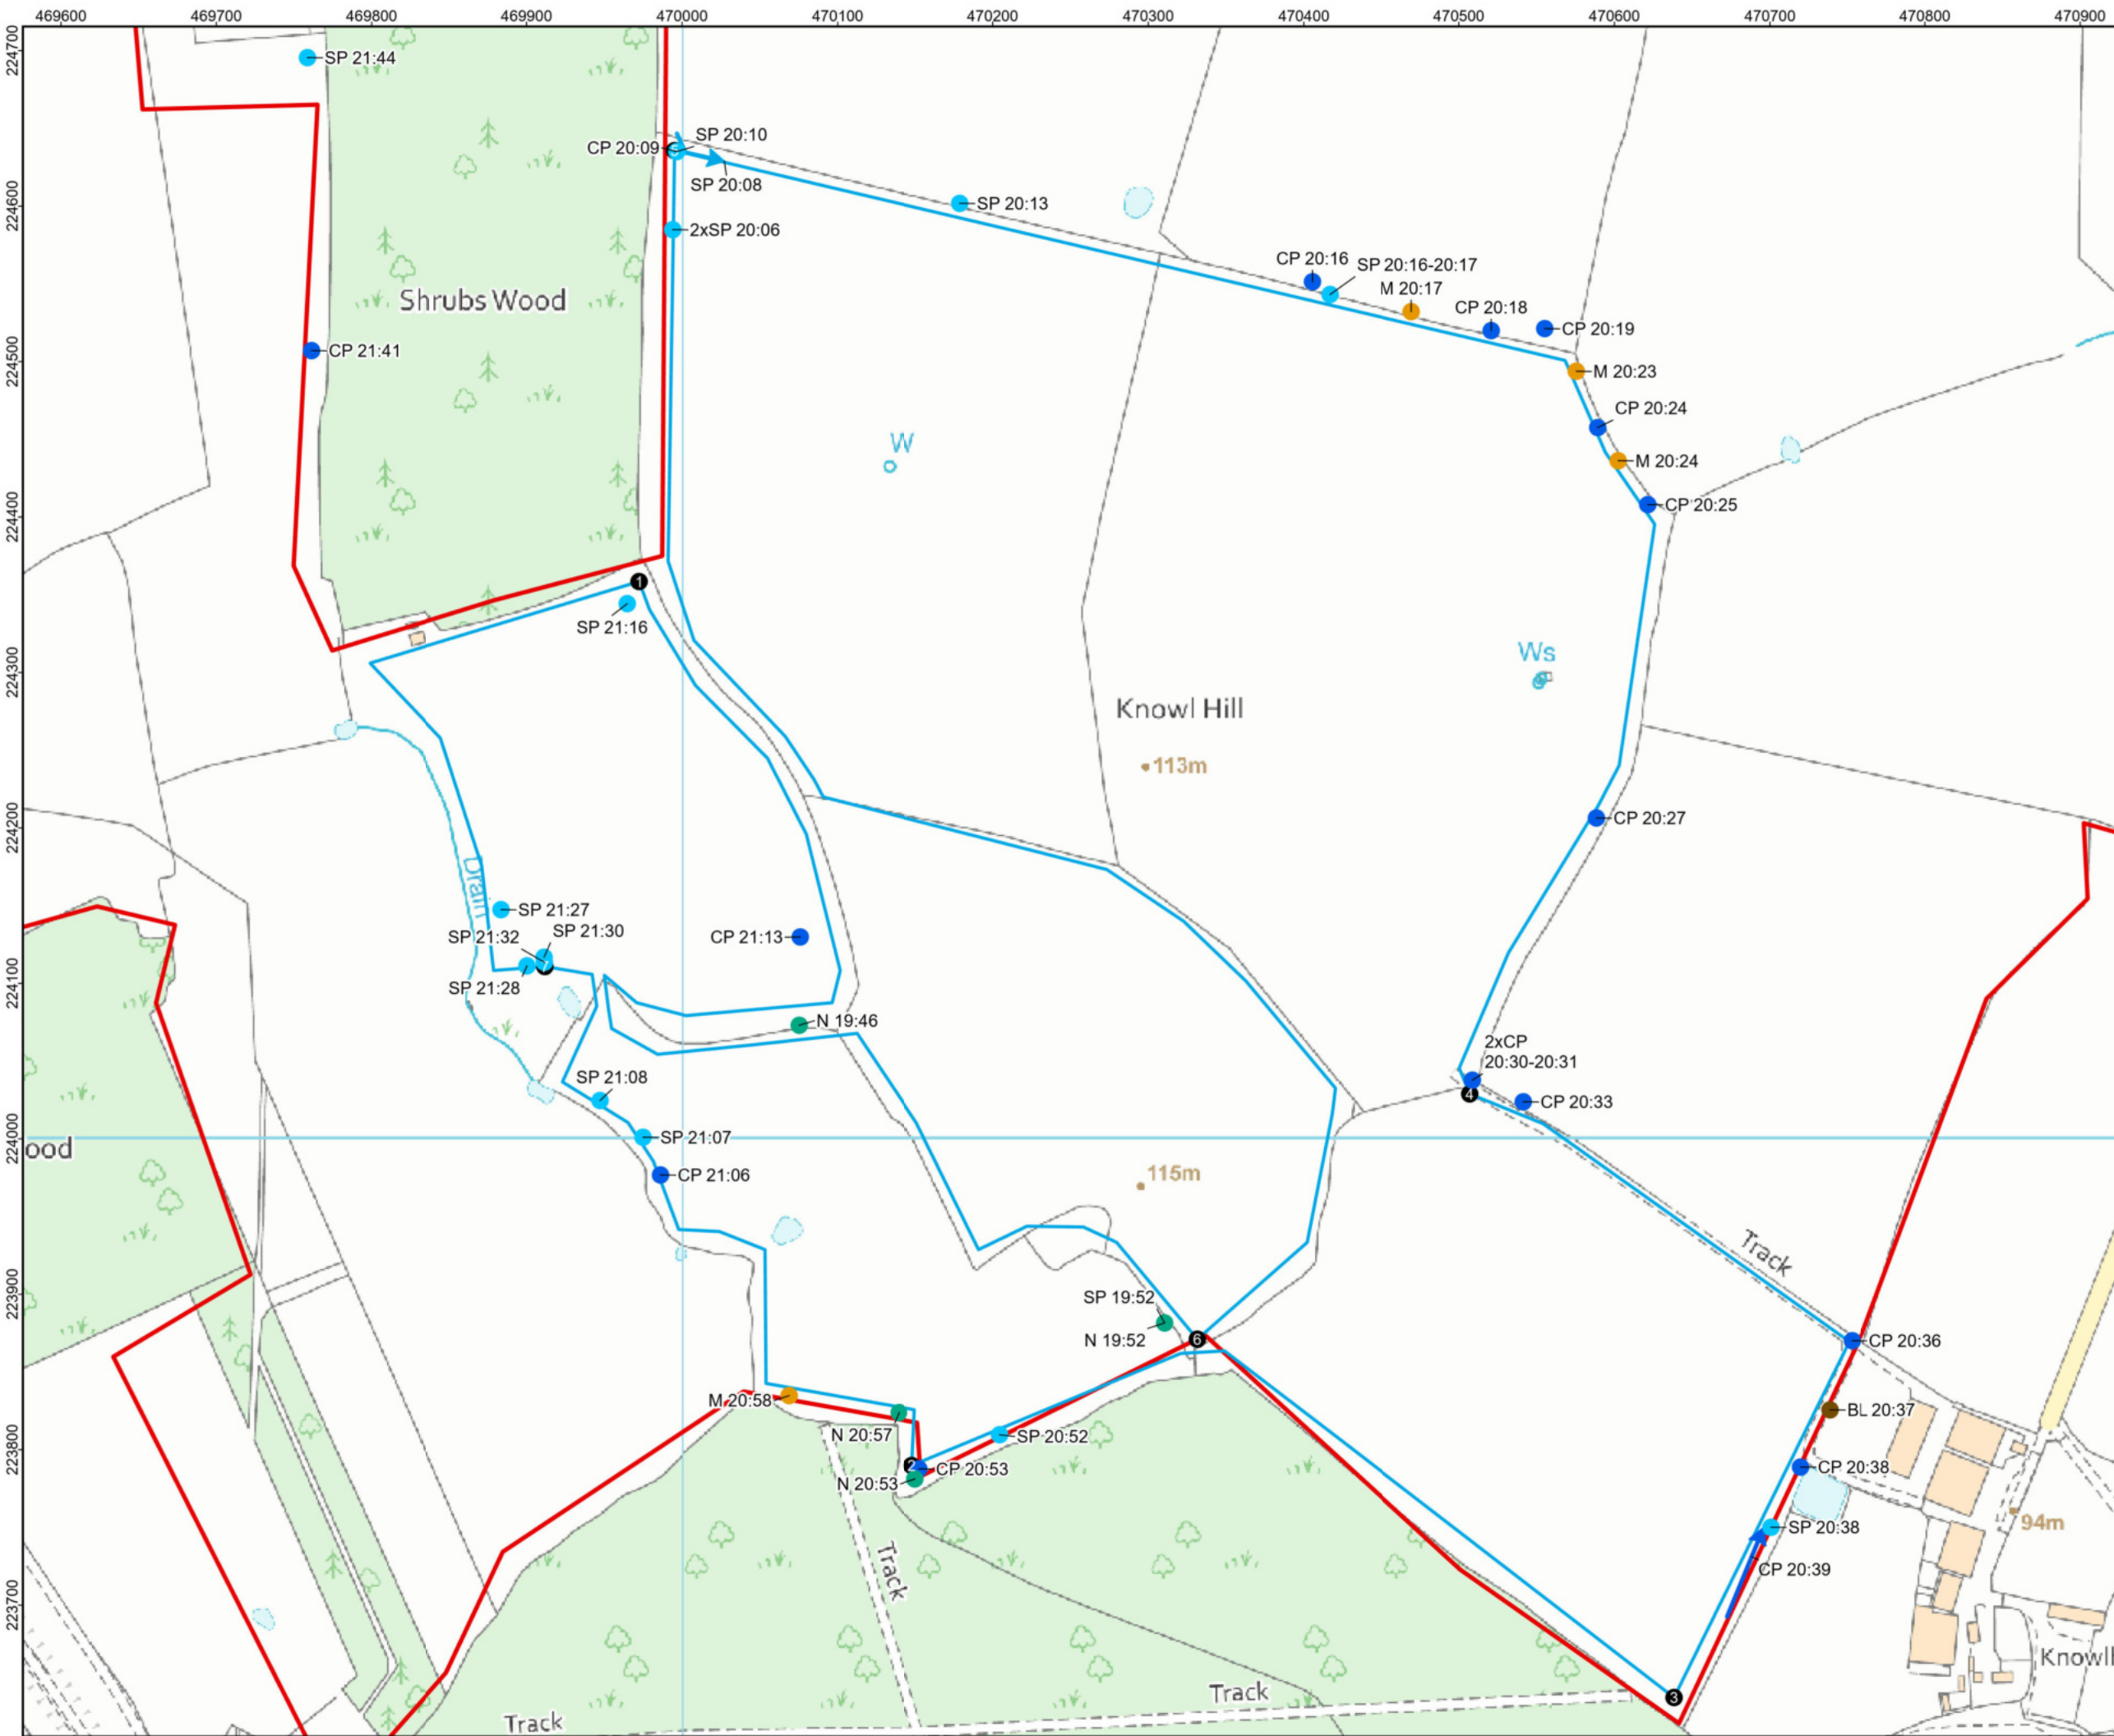 469600 469700 469800 469900 470000 470100 470200 470300 470400 470500 470600 470700 470800 470900
224700
224600
224500
224400
224300
224200
224100
224000
223900
223800
223700
SP 21:44
SP 20:10
CP 20:09
SP 20:08
SP 20:13
2xSP 20:06
CP 20:16
SP 20:16-20:17
M 20:17
CP 20:18
CP 20:19
Shrubs Wood
CP 21:41
M 20:23
CP 20:24
W
M 20:24
CP 20:25
1
SP 21:16
Ws
Knowl Hill
113m
CP 20:27
Drain
SP 21:27
SP 21:30
SP 21:32
CP 21:13
SP 21:28
N 19:46
2xCP
20:30-20:31
SP 21:08
4
CP 20:33
SP 21:07
ood
CP 21:06
115m
Track
SP 19:52
N 19:52
6
CP 20:36
M 20:58
BL 20:37
N 20:57
SP 20:52
2
CP 20:53
CP 20:38
N 20:53
SP 20:38
94m
CP 20:39
Track
Knowlh
3
Track
Track